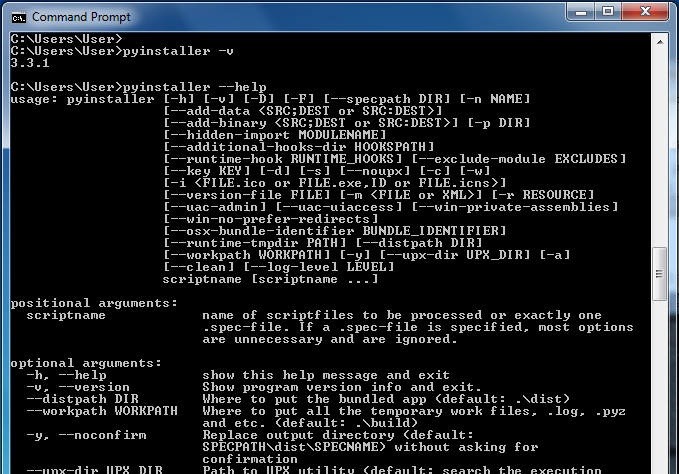 Command Prompt
C:\Users\User>
C:\Users\User>pyinstaller -v
3.3.1
C:\Users\User>pyinstaller --help
usage: pyinstaller [-h] [-v] [-D] [-F] [--specpath DIR] [-n NAME]
[--add-data <SRC;DEST or SRC:DEST>]
[--add-binary <SRC;DEST or SRC:DEST>] [-p DIR]
[--hidden-import MODULENAME]
[--additional-hooks-dir HOOKSPATH]
[--runtime-hook RUNTIME_HOOKS] [--exclude-module EXCLUDES]
[--key KEY] [-d] [-s] [--noupx] [-c] [-w]
[-i <FILE.ico or FILE.exe,ID or FILE.icns>]
[--version-file FILE] [-m <FILE or XML>] [-r RESOURCE]
[--uac-admin] [--uac-uiaccess] [--win-private-assemblies]
[--win-no-prefer-redirects]
[--osx-bundle-identifier BUNDLE_IDENTIFIER]
[--runtime-tmpdir PATH] [--distpath DIR]
[--workpath WORKPATH] [-y] [--upx-dir UPX_DIR] [-a]
[--clean] [--log-level LEVEL]
scriptname [scriptname ...]
positional arguments:
scriptname name of scriptfiles to be processed or exactly one
.spec-file. If a .spec-file is specified, most options
are unnecessary and are ignored.
optional arguments:
-h, --help show this help message and exit
-v, --version Show program version info and exit.
--distpath DIR Where to put the bundled app (default: .\dist)
--workpath WORKPATH Where to put all the temporary work files, .log, .pyz
and etc. (default: .\build)
-y, --noconfirm Replace output directory (default:
SPECPATH\dist\SPECNAME) without asking for
confirmation
--upx-dir UPX_DIR Path to UPX utility (default: search the execution